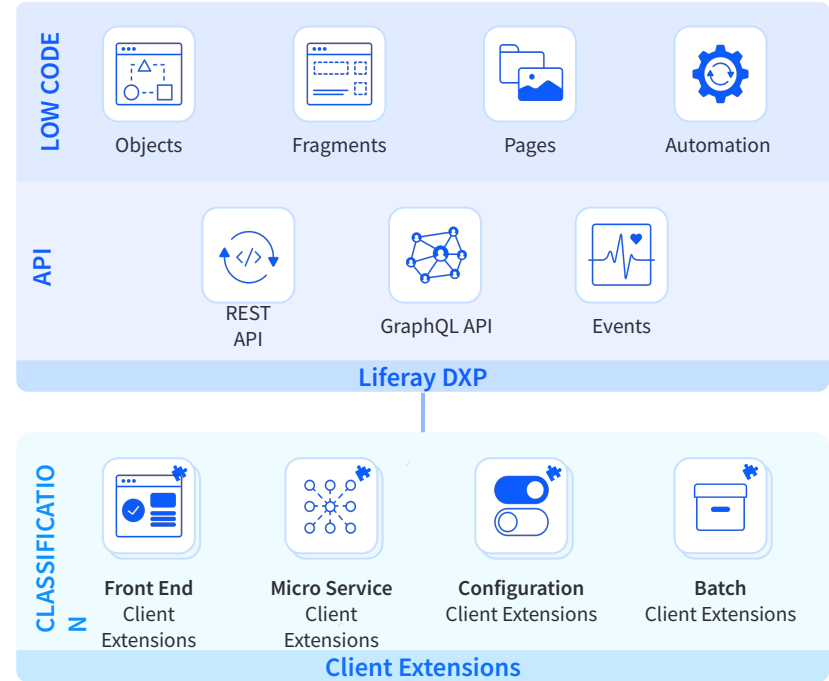 LOW CODE
Objects
Fragments
Pages
Automation
API
</>
REST
API
GraphQL API
Events
Liferay DXP
CLASSIFICATIO
N
Front End
Client
Extensions
Micro Service
Client
Extensions
Configuration
Client Extensions
Batch
Client Extensions
Client Extensions